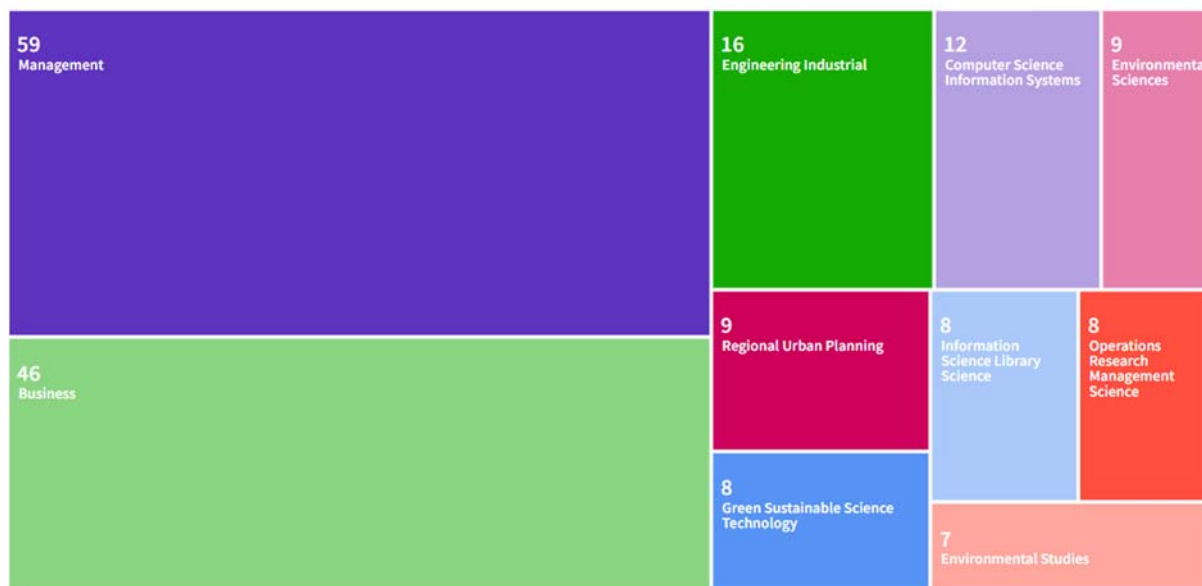 59
Management
46
Business
16
Engineering Industrial
12
Computer Science
Information Systems
9
Environmenta
Sciences
9
Regional Urban Planning
8
Green Sustainable Science
Technology
8
Information
Science Library
Science
8
Operations
Research
Management
Science
7
Environmental Studies